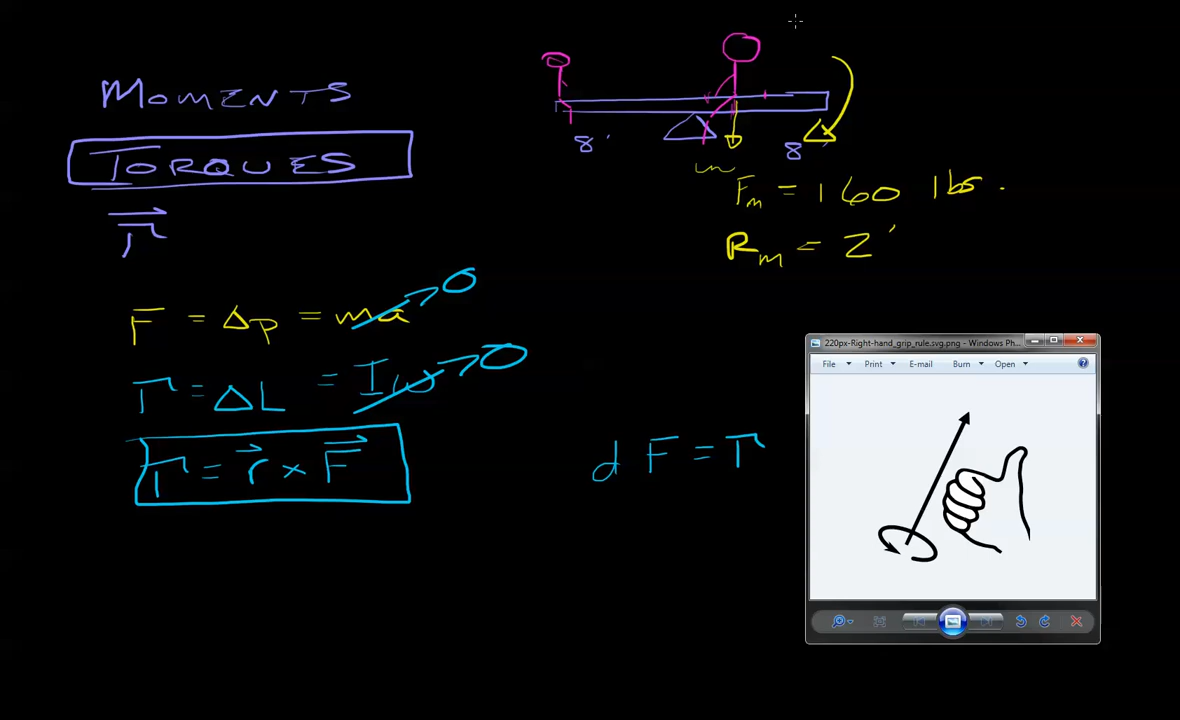 MOMENTS
TORQUES
Γ
8'
8'
Fm = 160 lbs.
Rm = 2'
F = Δp = ma → 0
Γ = ΔL = Iω → 0
Γ = r × F
d F = Γ
220px-Right-hand_grip_rule.svg.png - Windows Ph...
File Print E-mail Burn Open